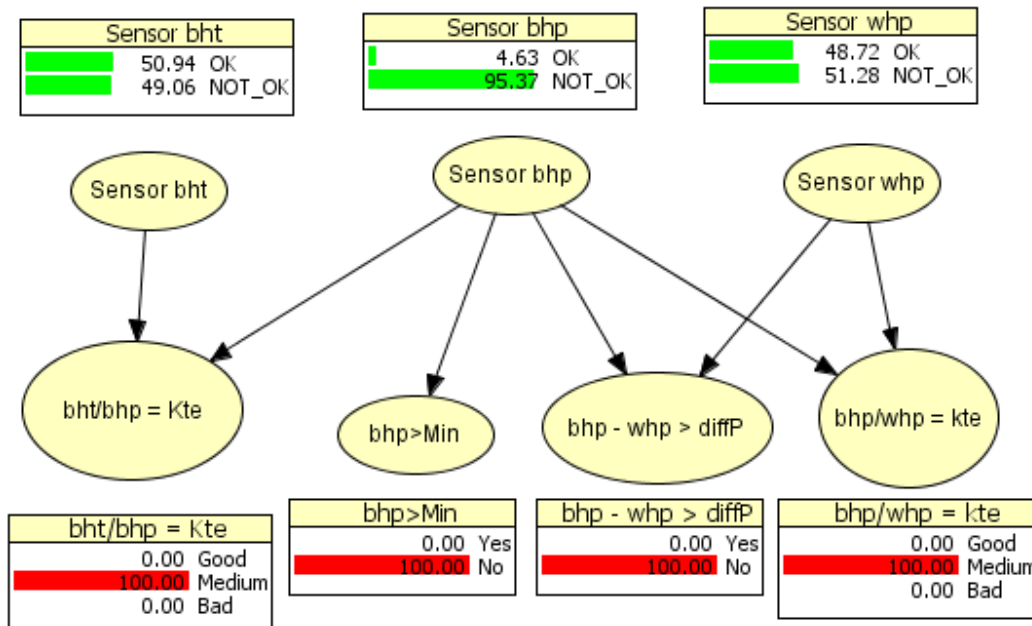 Sensor bht
50.94 OK
49.06 NOT_OK
Sensor bhp
4.63 OK
95.37 NOT_OK
Sensor whp
48.72 OK
51.28 NOT_OK
Sensor bht
Sensor bhp
Sensor whp
bht/bhp = Kte
bhp>Min
bhp - whp > diffP
bhp/whp = kte
bht/bhp = Kte
0.00 Good
100.00 Medium
0.00 Bad
bhp>Min
0.00 Yes
100.00 No
bhp - whp > diffP
0.00 Yes
100.00 No
bhp/whp = kte
0.00 Good
100.00 Medium
0.00 Bad